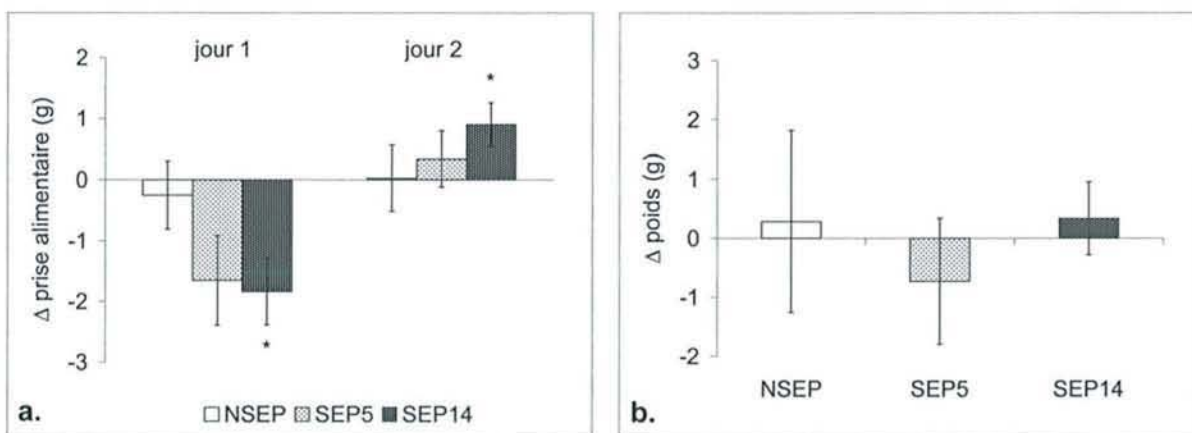 jour 1 jour 2
*
*
Δ prise alimentaire (g)
2
1
0
-1
-2
-3
NSEP SEP5 SEP14
a.
Δ poids (g)
3
2
1
0
-1
-2
NSEP SEP5 SEP14
b.